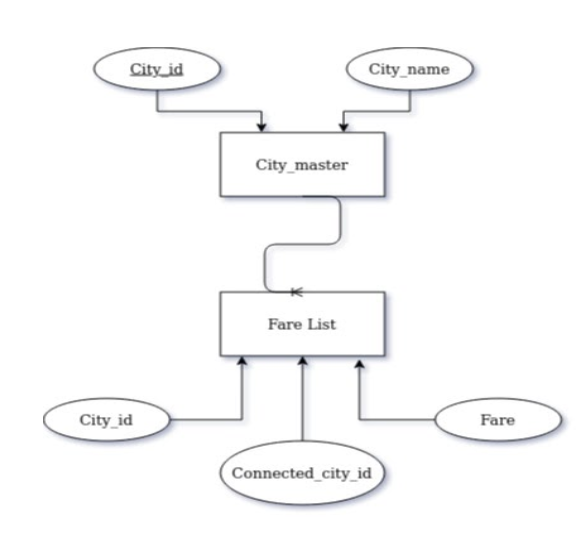 City_id
City_name
City_master
Fare List
City_id
Fare
Connected_city_id